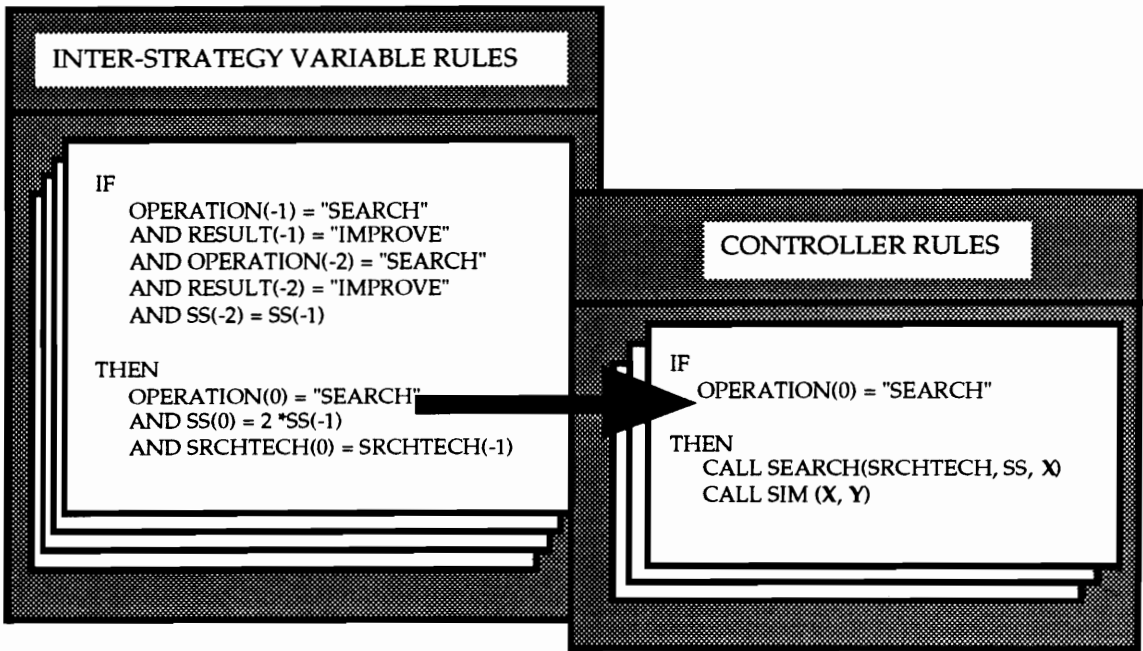 INTER-STRATEGY VARIABLE RULES
IF
OPERATION(-1) = "SEARCH"
AND RESULT(-1) = "IMPROVE"
AND OPERATION(-2) = "SEARCH"
AND RESULT(-2) = "IMPROVE"
AND SS(-2) = SS(-1)
THEN
OPERATION(0) = "SEARCH"
AND SS(0) = 2 *SS(-1)
AND SRCHTECH(0) = SRCHTECH(-1)
CONTROLLER RULES
IF
OPERATION(0) = "SEARCH"
THEN
CALL SEARCH(SRCHTECH, SS, X)
CALL SIM (X, Y)